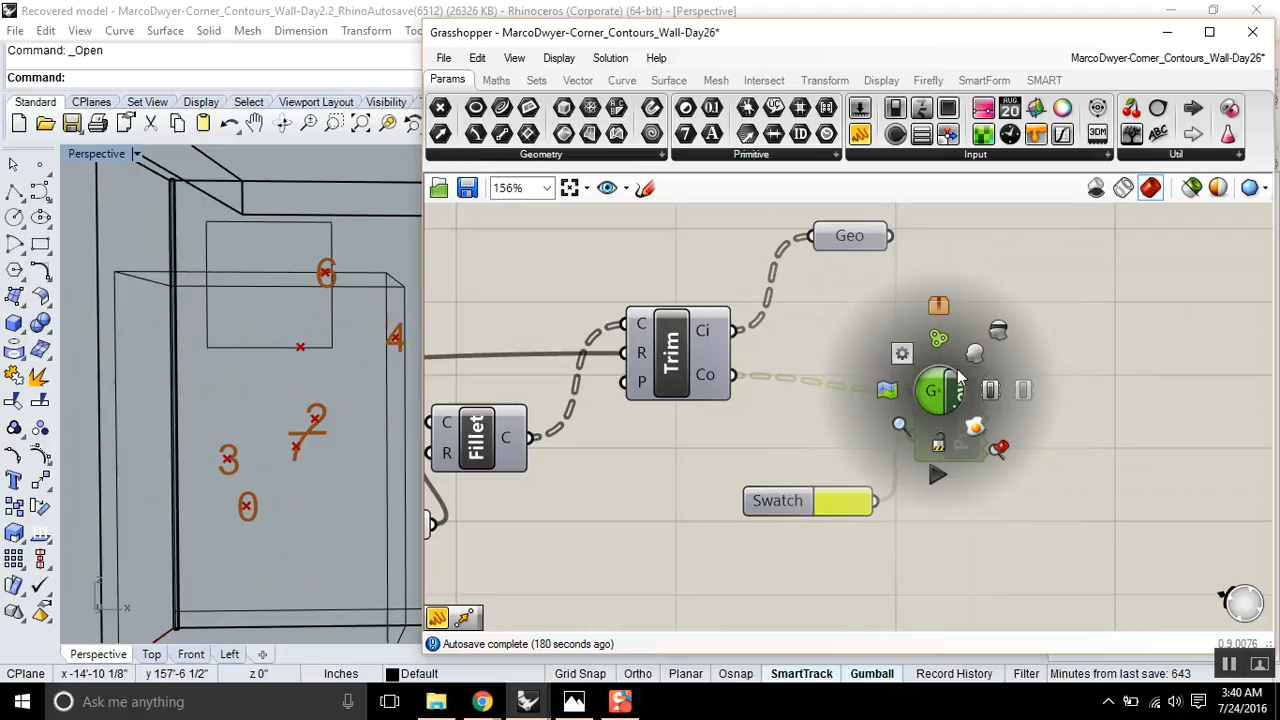 Recovered model - MarcoDwyer-Corner_Contours_Wall-Day2.2_RhinoAutosave(6512) (26326 KB) - Rhinoceros (Corporate) (64-bit) - [Perspective]
File Edit View Curve Surface Solid Mesh Dimension Transform
Command: _Open
Command:
Standard CPlanes Set View Display Select Viewport Layout Visibility
Perspective
6
4
2
7
3
0
Perspective Top Front Left
Grasshopper - MarcoDwyer-Corner_Contours_Wall-Day26*
File Edit View Display Solution Help
MarcoDwyer-Corner_Contours_Wall-Day26*
Params Maths Sets Vector Curve Surface Mesh Intersect Transform Display Firefly SmartForm SMART
Geometry Primitive Input Util
156%
Geo
C
R
P
Trim
Ci
Co
C
R
Fillet
C
Swatch
G
Autosave complete (180 seconds ago)
0.9.0076
CPlane x -14'-10 1/8" y 157'-6 1/2" z 0" Inches Default Grid Snap Ortho Planar Osnap SmartTrack Gumball Record History Filter Minutes from last save: 643
Ask me anything
3:40 AM
7/24/2016